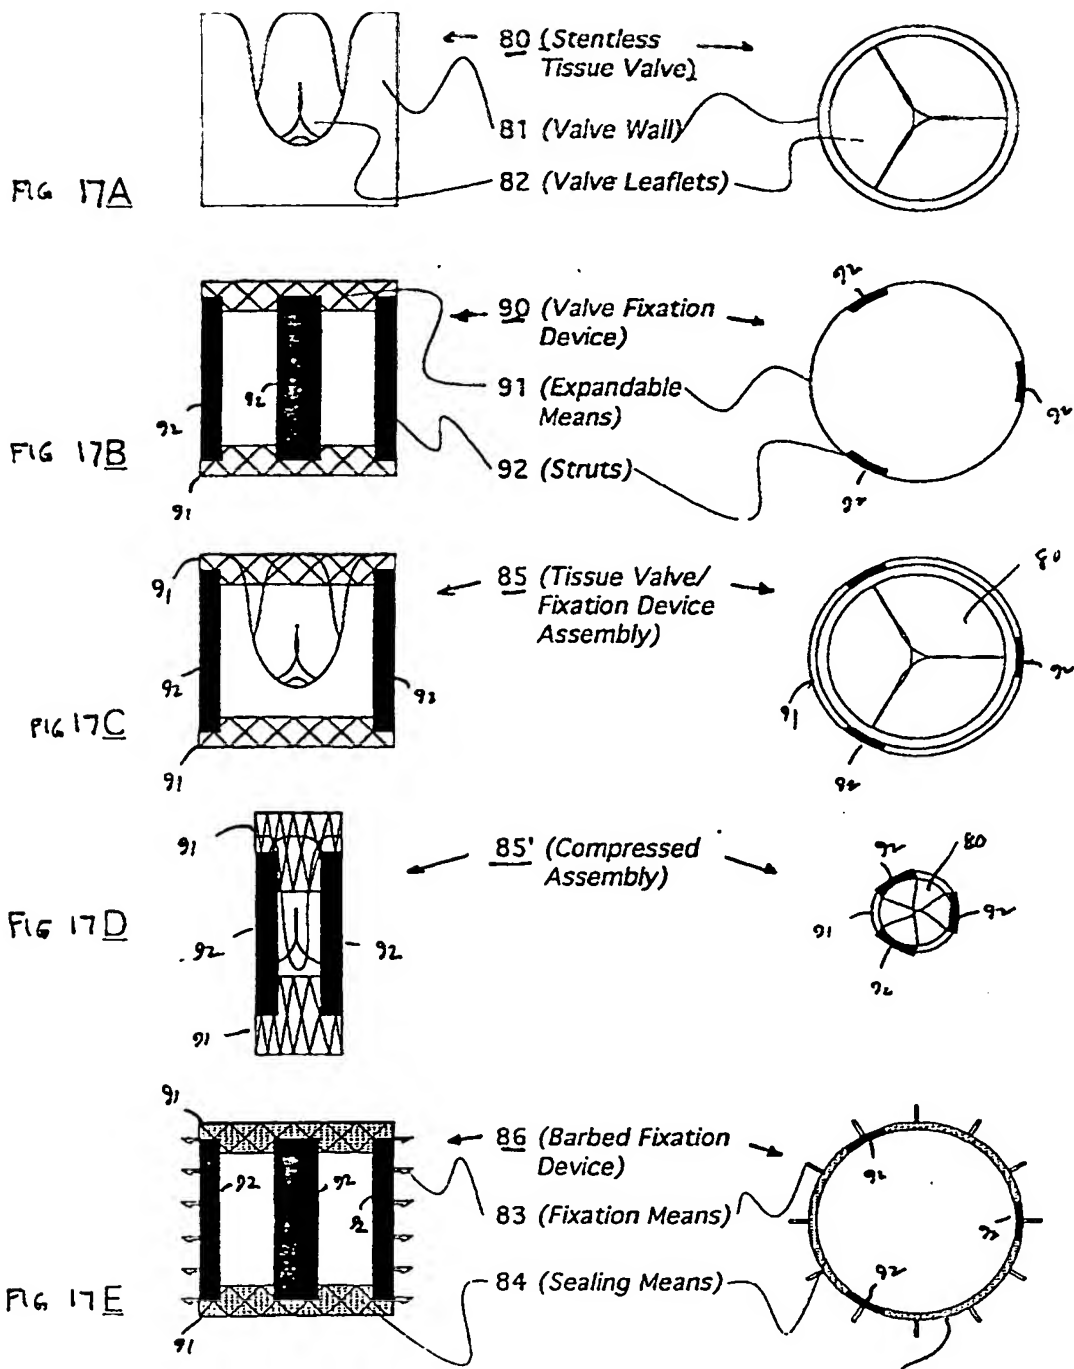 80 (Stentless
Tissue Valve)
81 (Valve Wall)
82 (Valve Leaflets)
FIG 17A
92
90 (Valve Fixation
Device)
91 (Expandable
Means)
92
92
92
FIG 17B
92 (Struts)
92
91
85 (Tissue Valve/
Fixation Device
Assembly)
80
91
92
92
92
91
FIG 17C
92
91
85' (Compressed
Assembly)
91
92
80
92
92
92
91
FIG 17D
92
91
91
86 (Barbed Fixation
Device)
92
92
92
92
83 (Fixation Means)
92
84 (Sealing Means)
92
FIG 17E
91